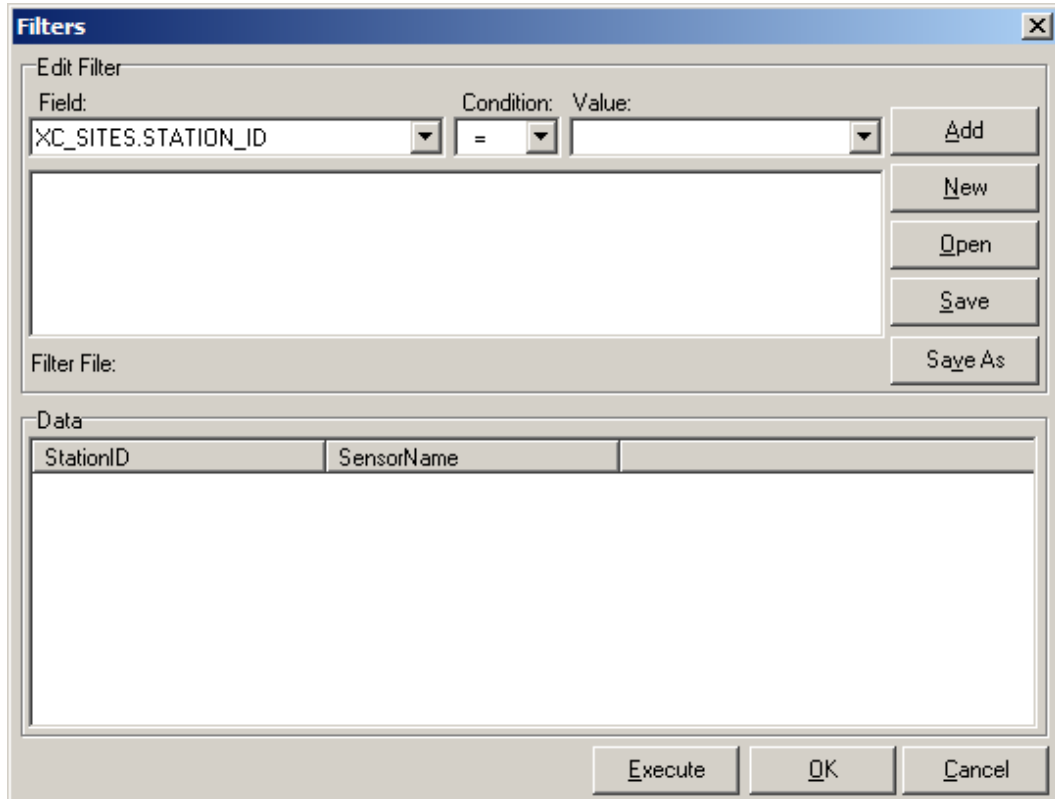 Filters
Edit Filter
Field: Condition: Value:
XC_SITES.STATION_ID = Add
New
Open
Save
Filter File: Save As
Data
StationID SensorName
Execute OK Cancel